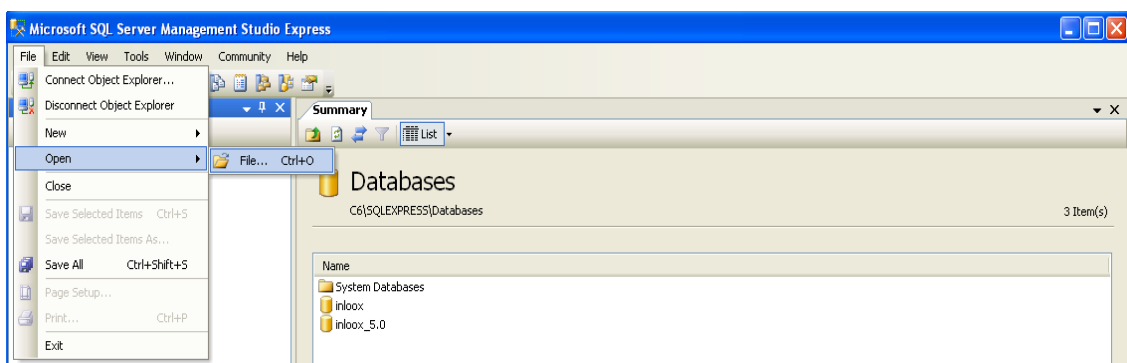 Microsoft SQL Server Management Studio Express
File Edit View Tools Window Community Help
Connect Object Explorer...
Disconnect Object Explorer
New
Open
File... Ctrl+O
Close
Save Selected Items Ctrl+S
Save Selected Items As...
Save All Ctrl+Shift+S
Page Setup...
Print... Ctrl+P
Exit
Summary
List
Databases
C6\SQLEXPRESS\Databases
3 Item(s)
Name
System Databases
inloox
inloox_5.0